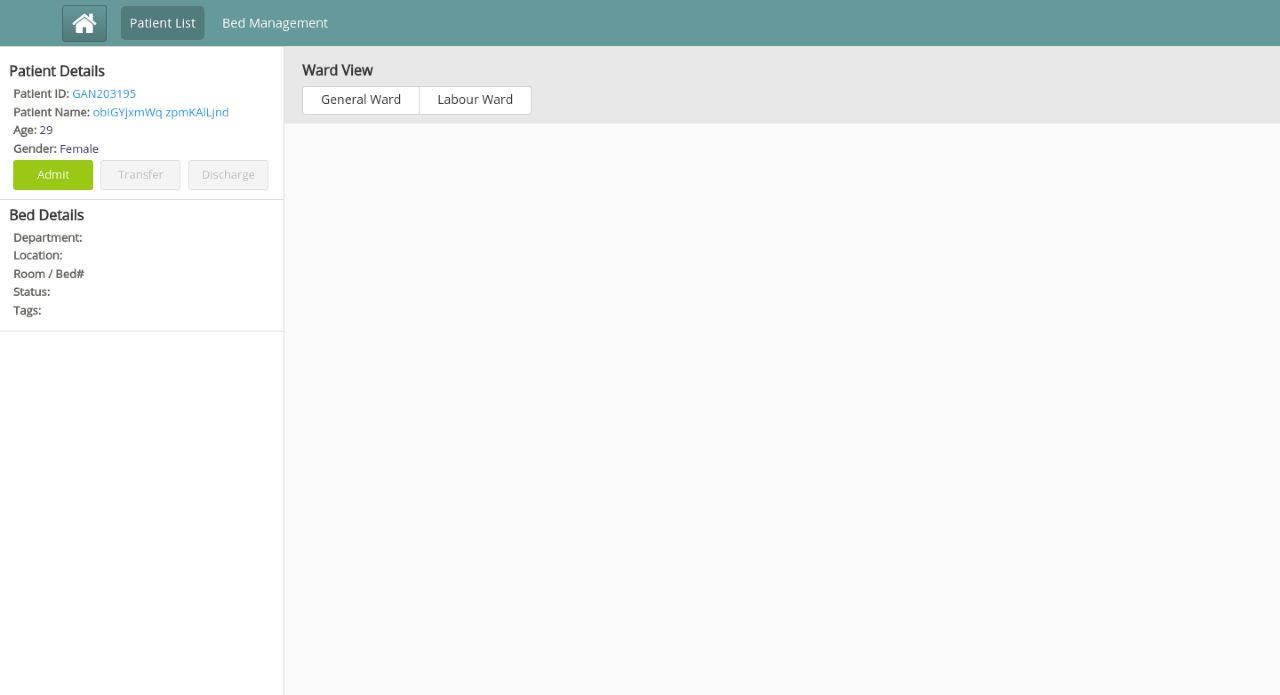 Patient List Bed Management
Patient Details
Patient ID: GAN203195
Patient Name: obIGYjxmWq zpmKAlLjnd
Age: 29
Gender: Female
Admit Transfer Discharge
Bed Details
Department:
Location:
Room / Bed#
Status:
Tags:
Ward View
General Ward Labour Ward